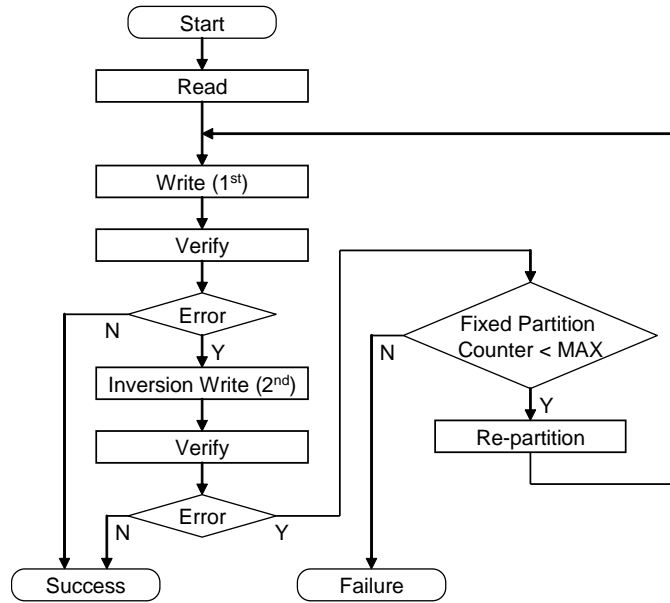 Start
Read
Write (1st)
Verify
Error
N
Y
Inversion Write (2nd)
Verify
Error
N
Y
Success
Fixed Partition
Counter < MAX
N
Y
Re-partition
Failure